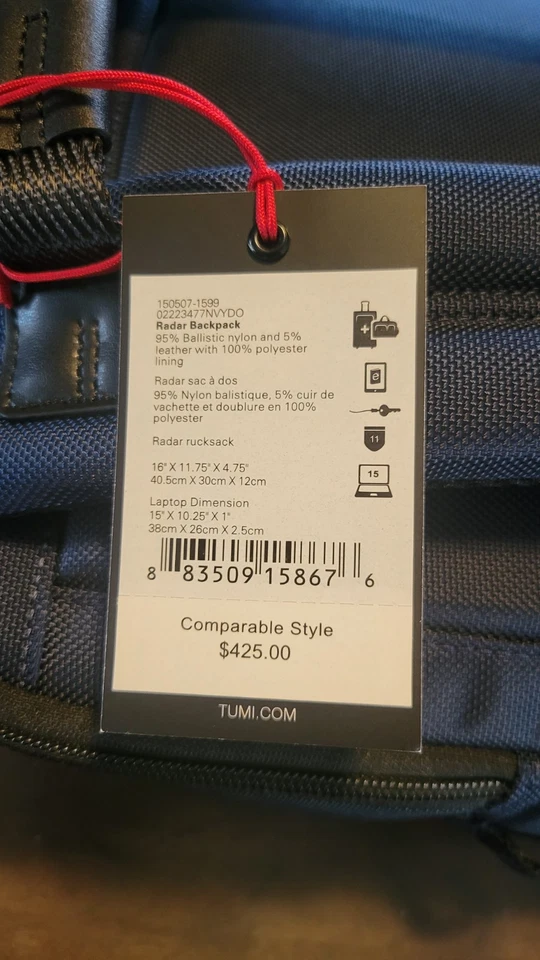 150507-1599
02223477NVYDO
Radar Backpack
95% Ballistic nylon and 5%
leather with 100% polyester
lining
Radar sac à dos
95% Nylon balistique, 5% cuir de
vachette et doublure en 100%
polyester
Radar rucksack
16" X 11.75" X 4.75"
40.5cm X 30cm X 12cm
Laptop Dimension
15" X 10.25" X 1"
38cm X 26cm X 2.5cm
e
11
15
8 83509 15867 6
Comparable Style
$425.00
TUMI.COM